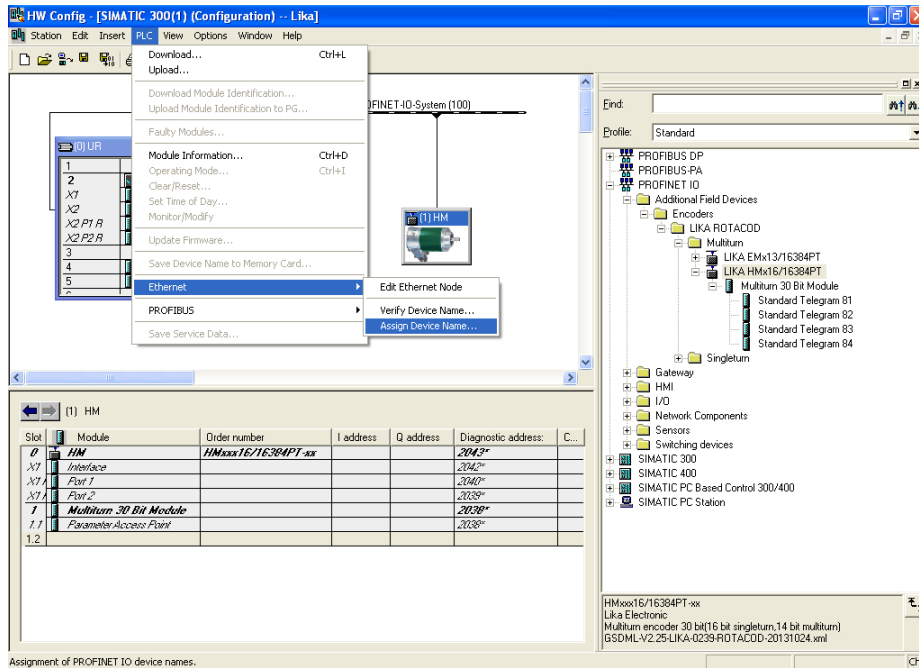 HW Config - [SIMATIC 300(1) (Configuration) -- Lika]
Station Edit Insert PLC View Options Window Help
Download... Ctrl+L
Upload...
Download Module Identification...
Upload Module Identification to PG...
Faulty Modules...
Module Information... Ctrl+D
Operating Mode... Ctrl+I
Clear/Reset...
Set Time of Day...
Monitor/Modify
Update Firmware...
Save Device Name to Memory Card...
Ethernet
PROFIBUS
Save Service Data...
Edit Ethernet Node
Verify Device Name...
Assign Device Name...
(0) UR
1
2
X1
X2
X2 P1 R
X2 P2 R
3
4
5
OFINET-IO-System (100)
(1) HM
Find:
Profile: Standard
PROFIBUS DP
PROFIBUS-PA
PROFINET IO
Additional Field Devices
Encoders
LIKA ROTACOD
Multiturn
LIKA EMx13/16384PT
LIKA HMx16/16384PT
Multiturn 30 Bit Module
Standard Telegram 81
Standard Telegram 82
Standard Telegram 83
Standard Telegram 84
Singleturn
Gateway
HMI
I/O
Network Components
Sensors
Switching devices
SIMATIC 300
SIMATIC 400
SIMATIC PC Based Control 300/400
SIMATIC PC Station
(1) HM
Slot Module Order number I address Q address Diagnostic address: C...
0 HM HMxxx16/16384PT-xx 2043*
X1 Interface 2042*
X1 Port 1 2040*
X1 Port 2 2039*
1 Multiturn 30 Bit Module 2038*
1.1 Parameter Access Point 2038*
1.2
HMxxx16/16384PT-xx
Lika Electronic
Multiturn encoder 30 bit(16 bit singleturn,14 bit multiturn)
GSDML-V2.25-LIKA-0239-ROTACOD-20131024.xml
Assignment of PROFINET IO device names.